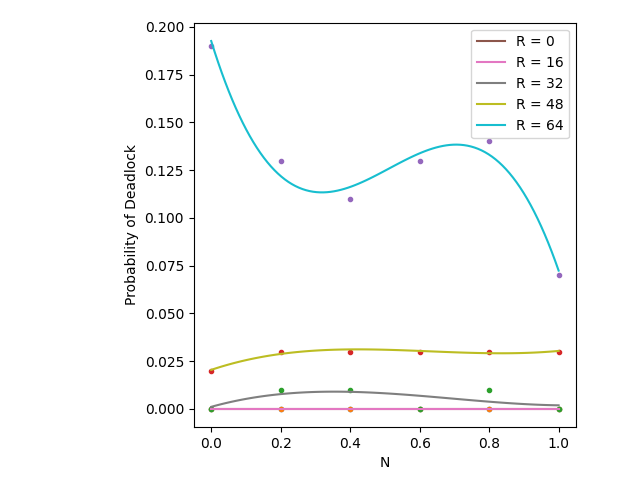 0.200
0.175
0.150
0.125
0.100
0.075
0.050
0.025
0.000
Probability of Deadlock
R = 0
R = 16
R = 32
R = 48
R = 64
0.0 0.2 0.4 0.6 0.8 1.0
N